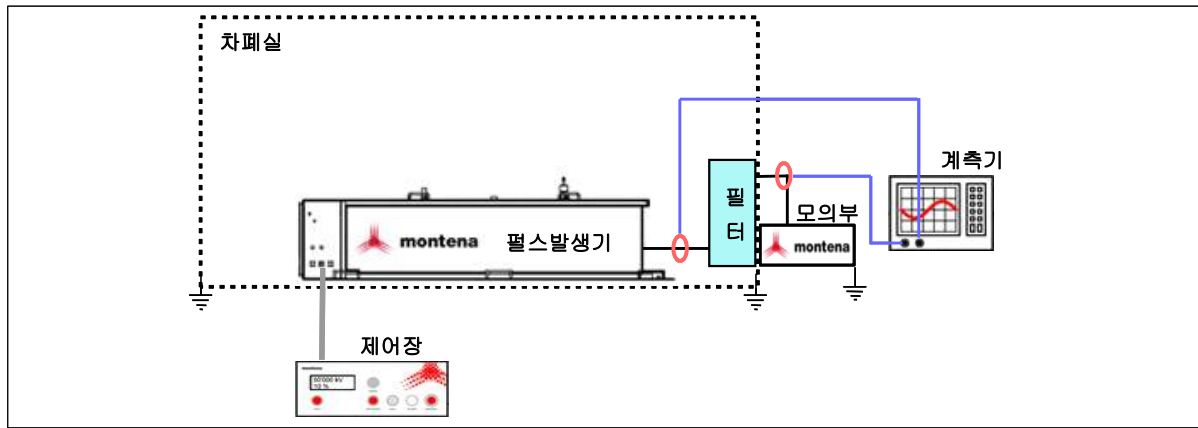 차폐실
계측기
필
터
모의부
montena
펄스발생기
montena
제어장